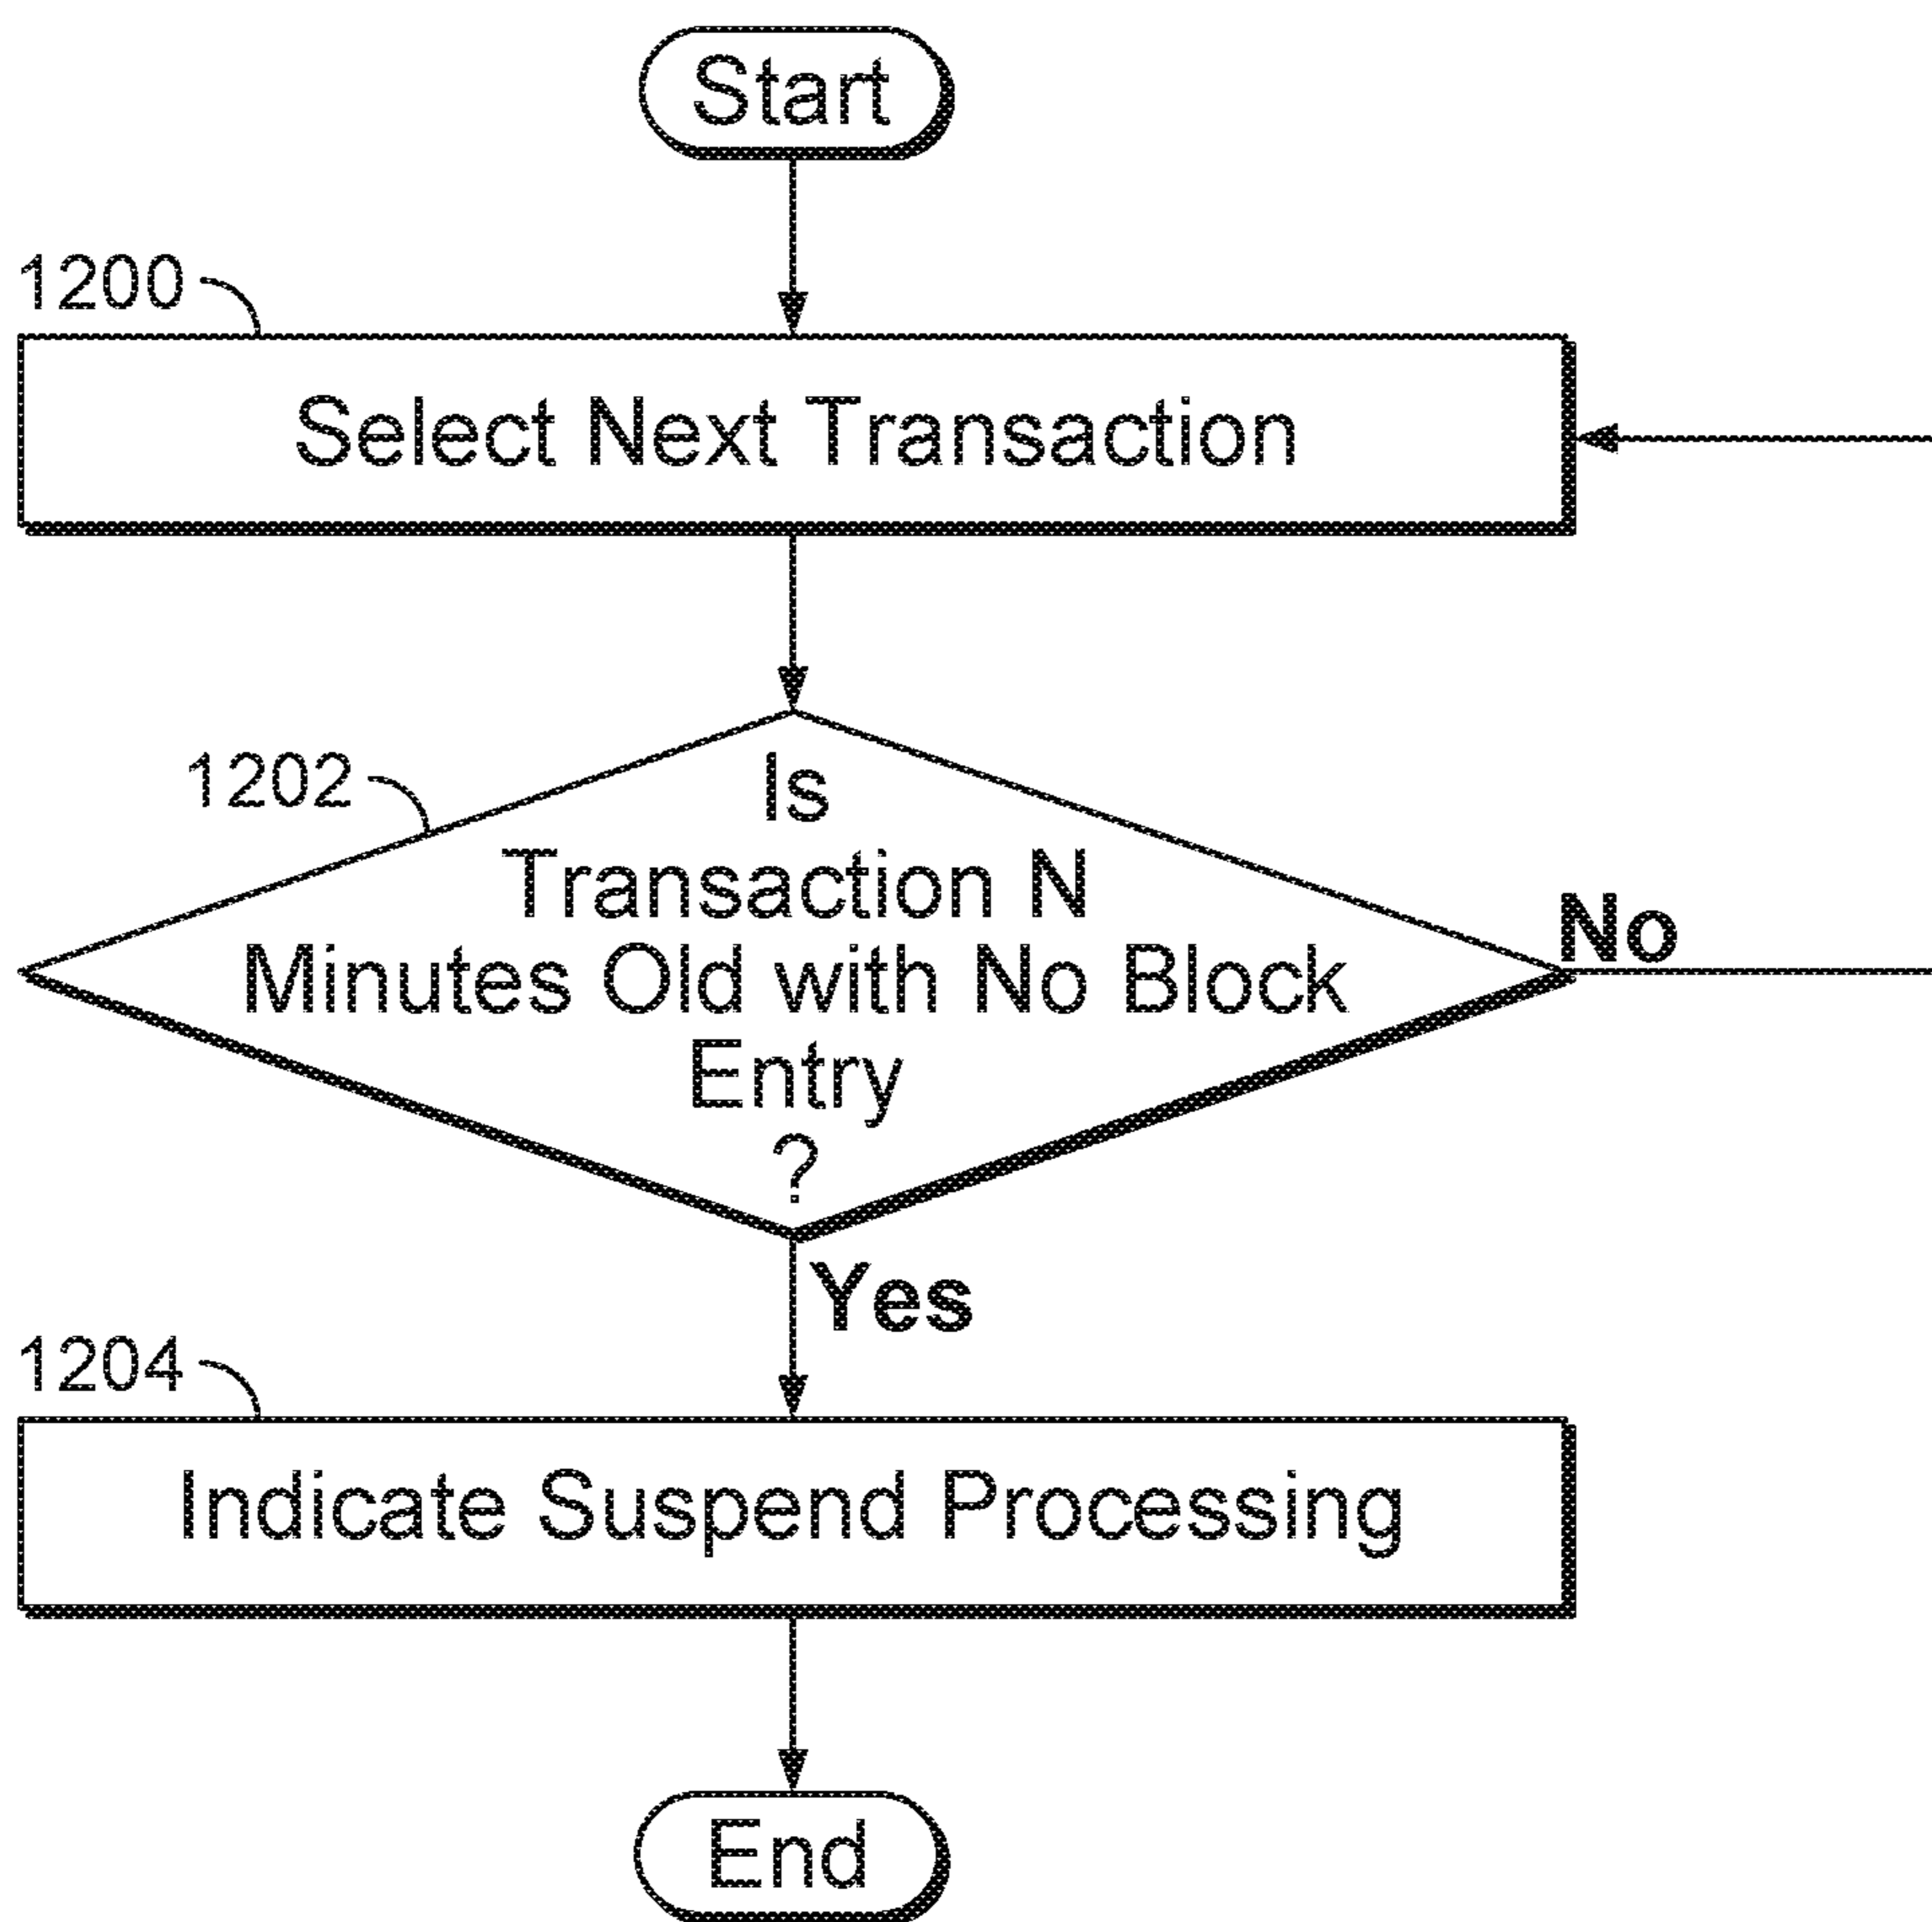 Start
1200
Select Next Transaction
1202
Is
Transaction N
Minutes Old with No Block
Entry
?
No
Yes
1204
Indicate Suspend Processing
End